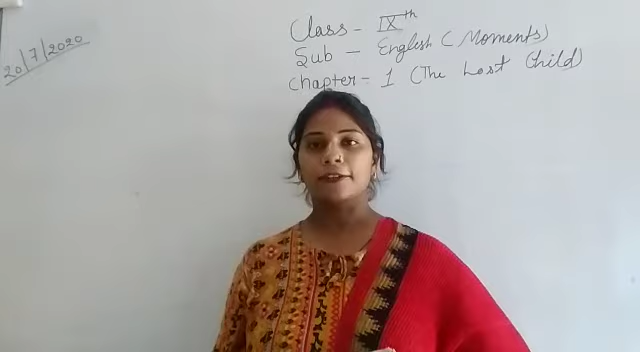 20/7/2020
Class - IXth
Sub - English (Moments)
Chapter - 1 (The Lost Child)